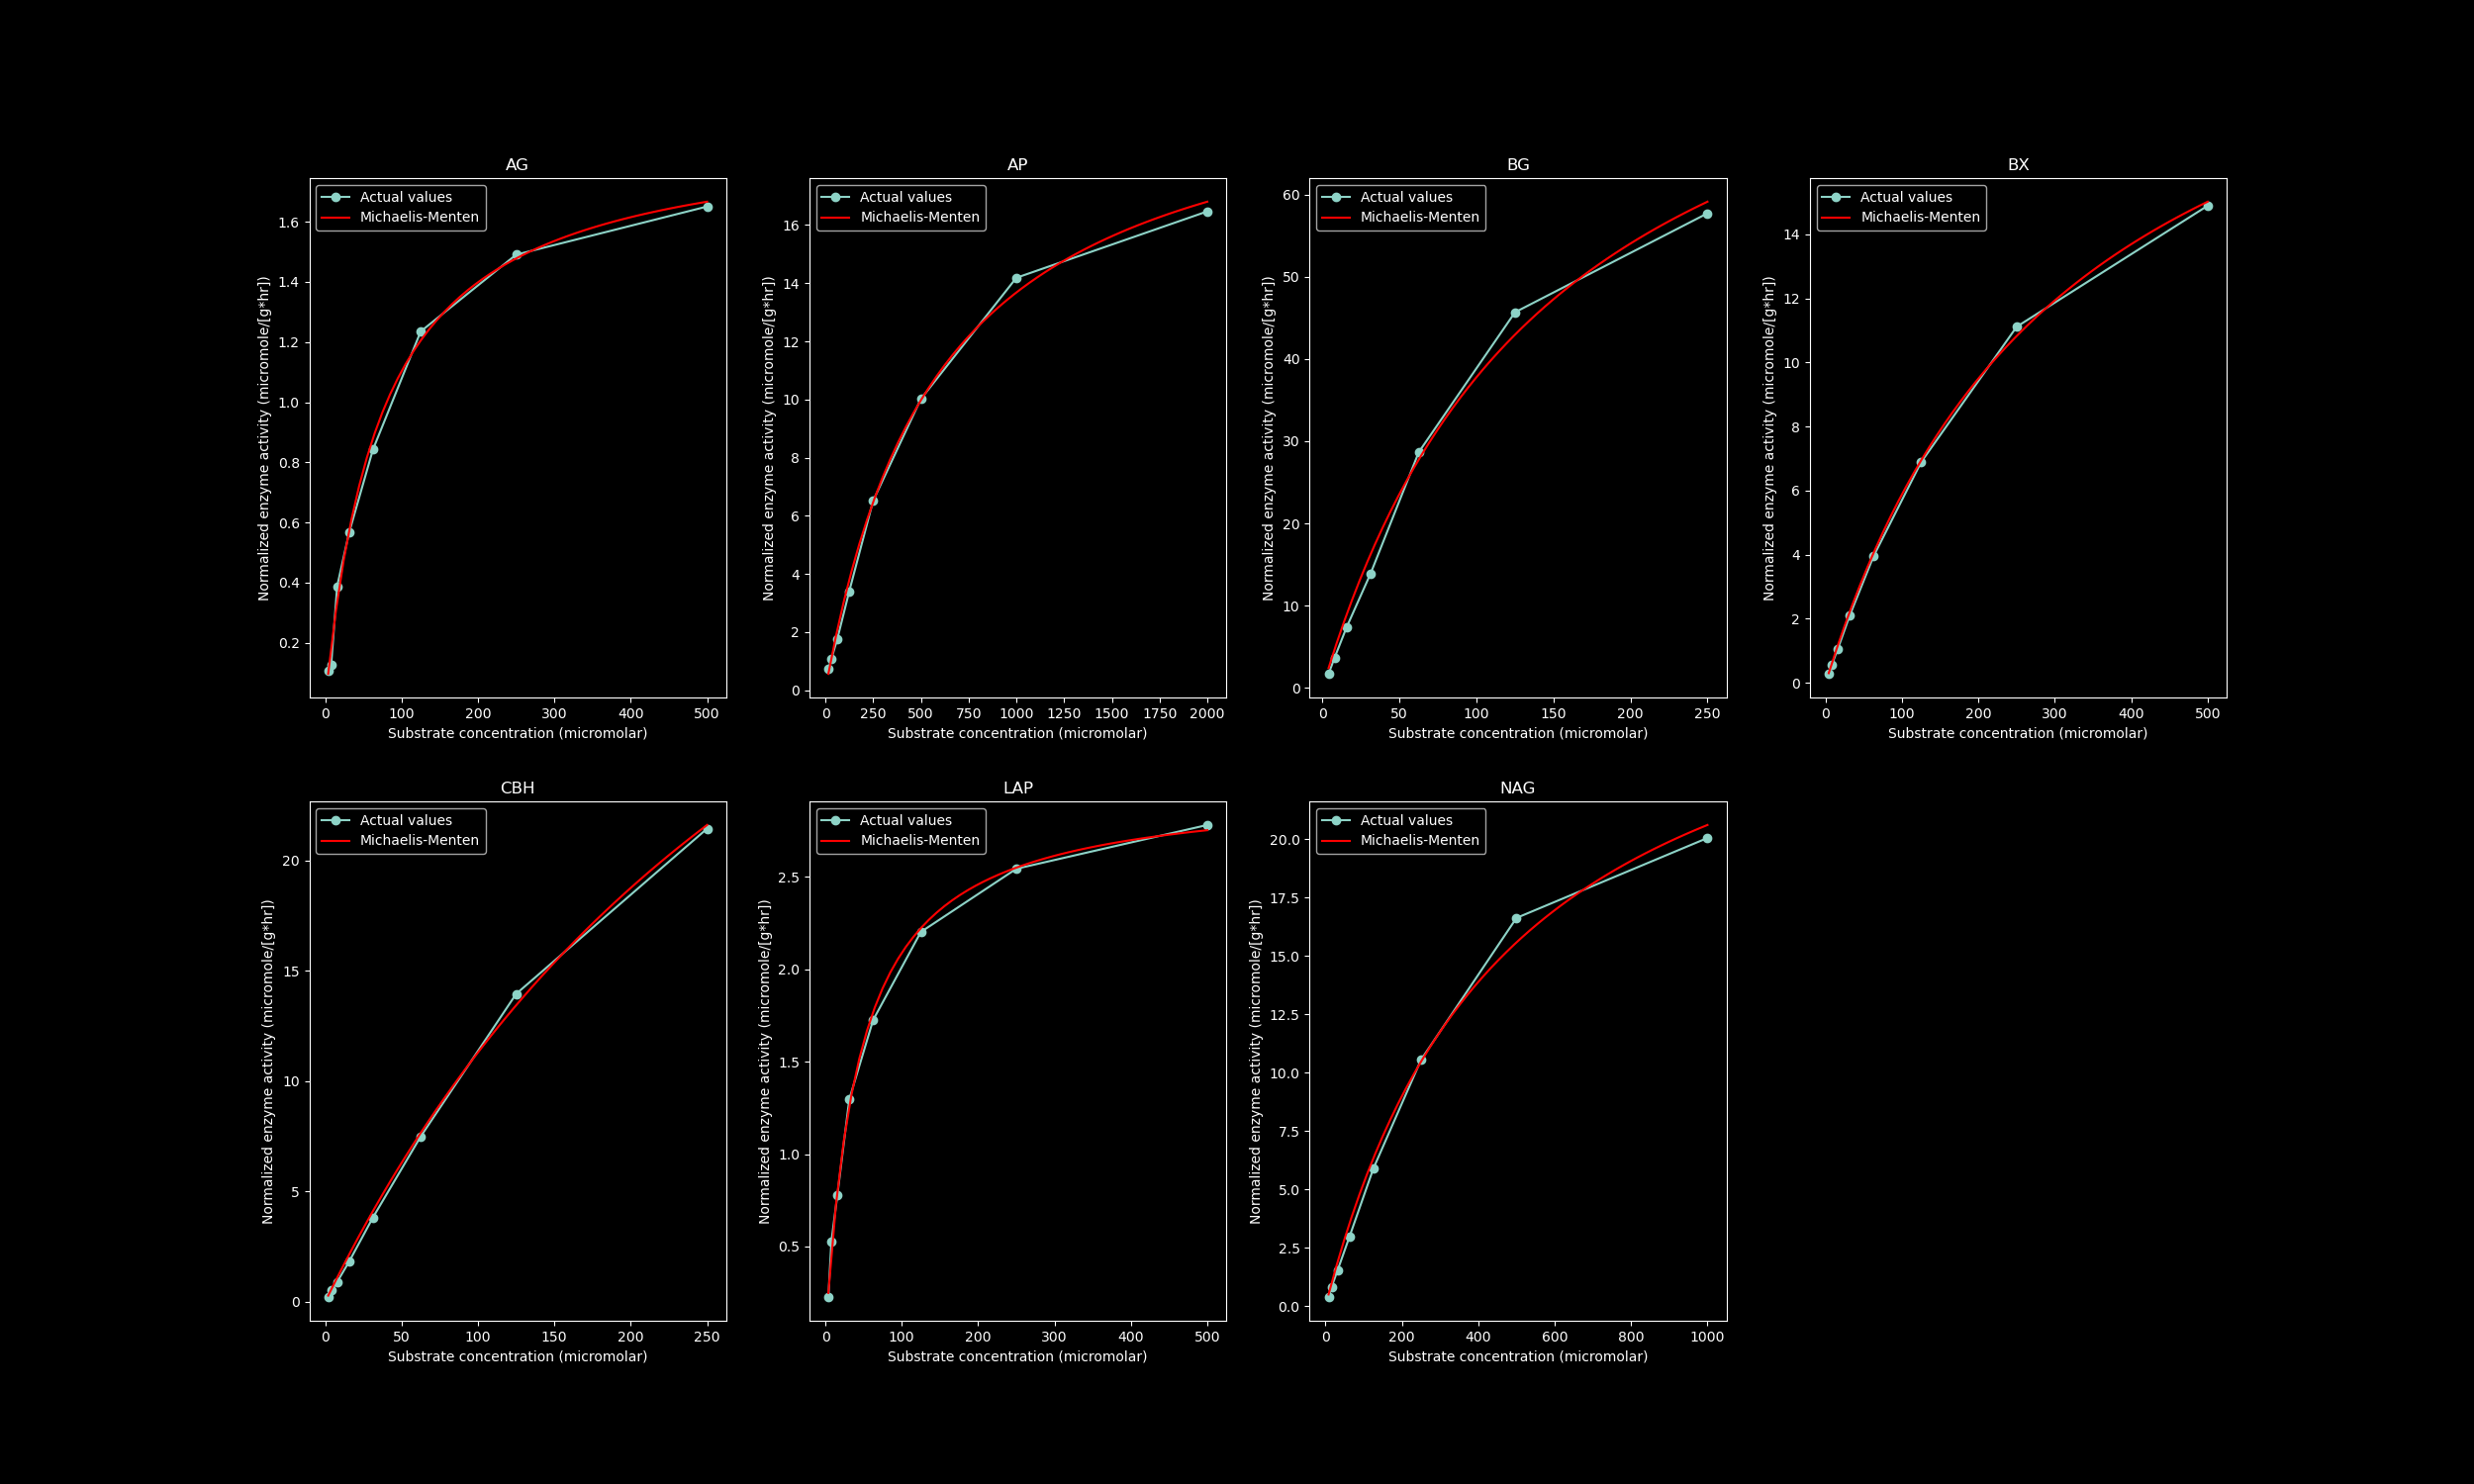 AG
Actual values
Michaelis-Menten
Normalized enzyme activity (micromole/[g*hr])
1.6
1.4
1.2
1.0
0.8
0.6
0.4
0.2
0 100 200 300 400 500
Substrate concentration (micromolar)
AP
Actual values
Michaelis-Menten
Normalized enzyme activity (micromole/[g*hr])
16
14
12
10
8
6
4
2
0
0 250 500 750 1000 1250 1500 1750 2000
Substrate concentration (micromolar)
BG
Actual values
Michaelis-Menten
Normalized enzyme activity (micromole/[g*hr])
60
50
40
30
20
10
0
0 50 100 150 200 250
Substrate concentration (micromolar)
BX
Actual values
Michaelis-Menten
Normalized enzyme activity (micromole/[g*hr])
14
12
10
8
6
4
2
0
0 100 200 300 400 500
Substrate concentration (micromolar)
CBH
Actual values
Michaelis-Menten
Normalized enzyme activity (micromole/[g*hr])
20
15
10
5
0
0 50 100 150 200 250
Substrate concentration (micromolar)
LAP
Actual values
Michaelis-Menten
Normalized enzyme activity (micromole/[g*hr])
2.5
2.0
1.5
1.0
0.5
0 100 200 300 400 500
Substrate concentration (micromolar)
NAG
Actual values
Michaelis-Menten
Normalized enzyme activity (micromole/[g*hr])
20.0
17.5
15.0
12.5
10.0
7.5
5.0
2.5
0.0
0 200 400 600 800 1000
Substrate concentration (micromolar)